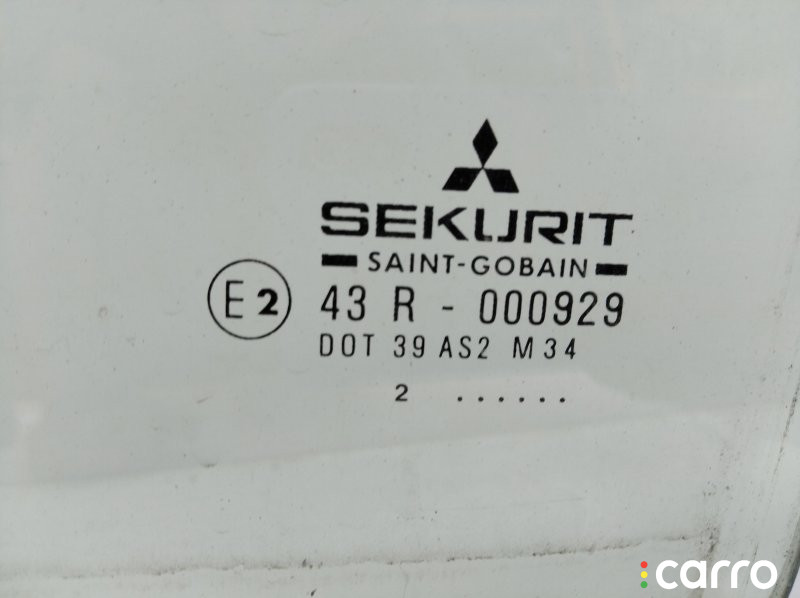 SEKURIT
SAINT-GOBAIN
E2 43 R - 000929
DOT 39 AS2 M34
2 ......
carro